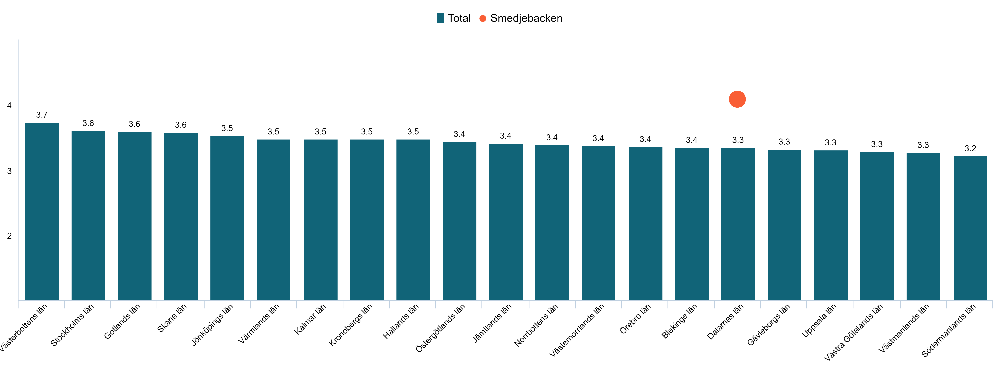 Total Smedjebacken
4
3
2
3.7 3.6 3.6 3.6 3.5 3.5 3.5 3.5 3.5 3.4 3.4 3.4 3.4 3.4 3.4 3.3 3.3 3.3 3.3 3.3 3.2
Västerbottens län
Stockholms län
Gotlands län
Skåne län
Jönköpings län
Värmlands län
Kalmar län
Kronobergs län
Hallands län
Östergötlands län
Jämtlands län
Norrbottens län
Västernorrlands län
Örebro län
Blekinge län
Dalarnas län
Gävleborgs län
Uppsala län
Västra Götalands län
Västmanlands län
Södermanlands län